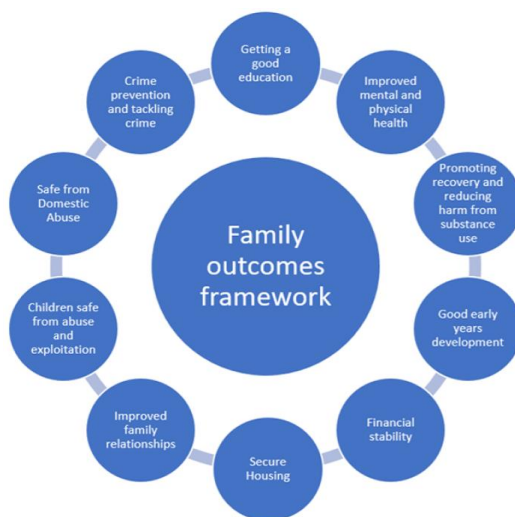 Family
outcomes
framework
Getting a
good
education
Improved
mental and
physical
health
Promoting
recovery and
reducing
harm from
substance
use
Good early
years
development
Financial
stability
Secure
Housing
Improved
family
relationships
Children safe
from abuse
and
exploitation
Safe from
Domestic
Abuse
Crime
prevention
and tackling
crime